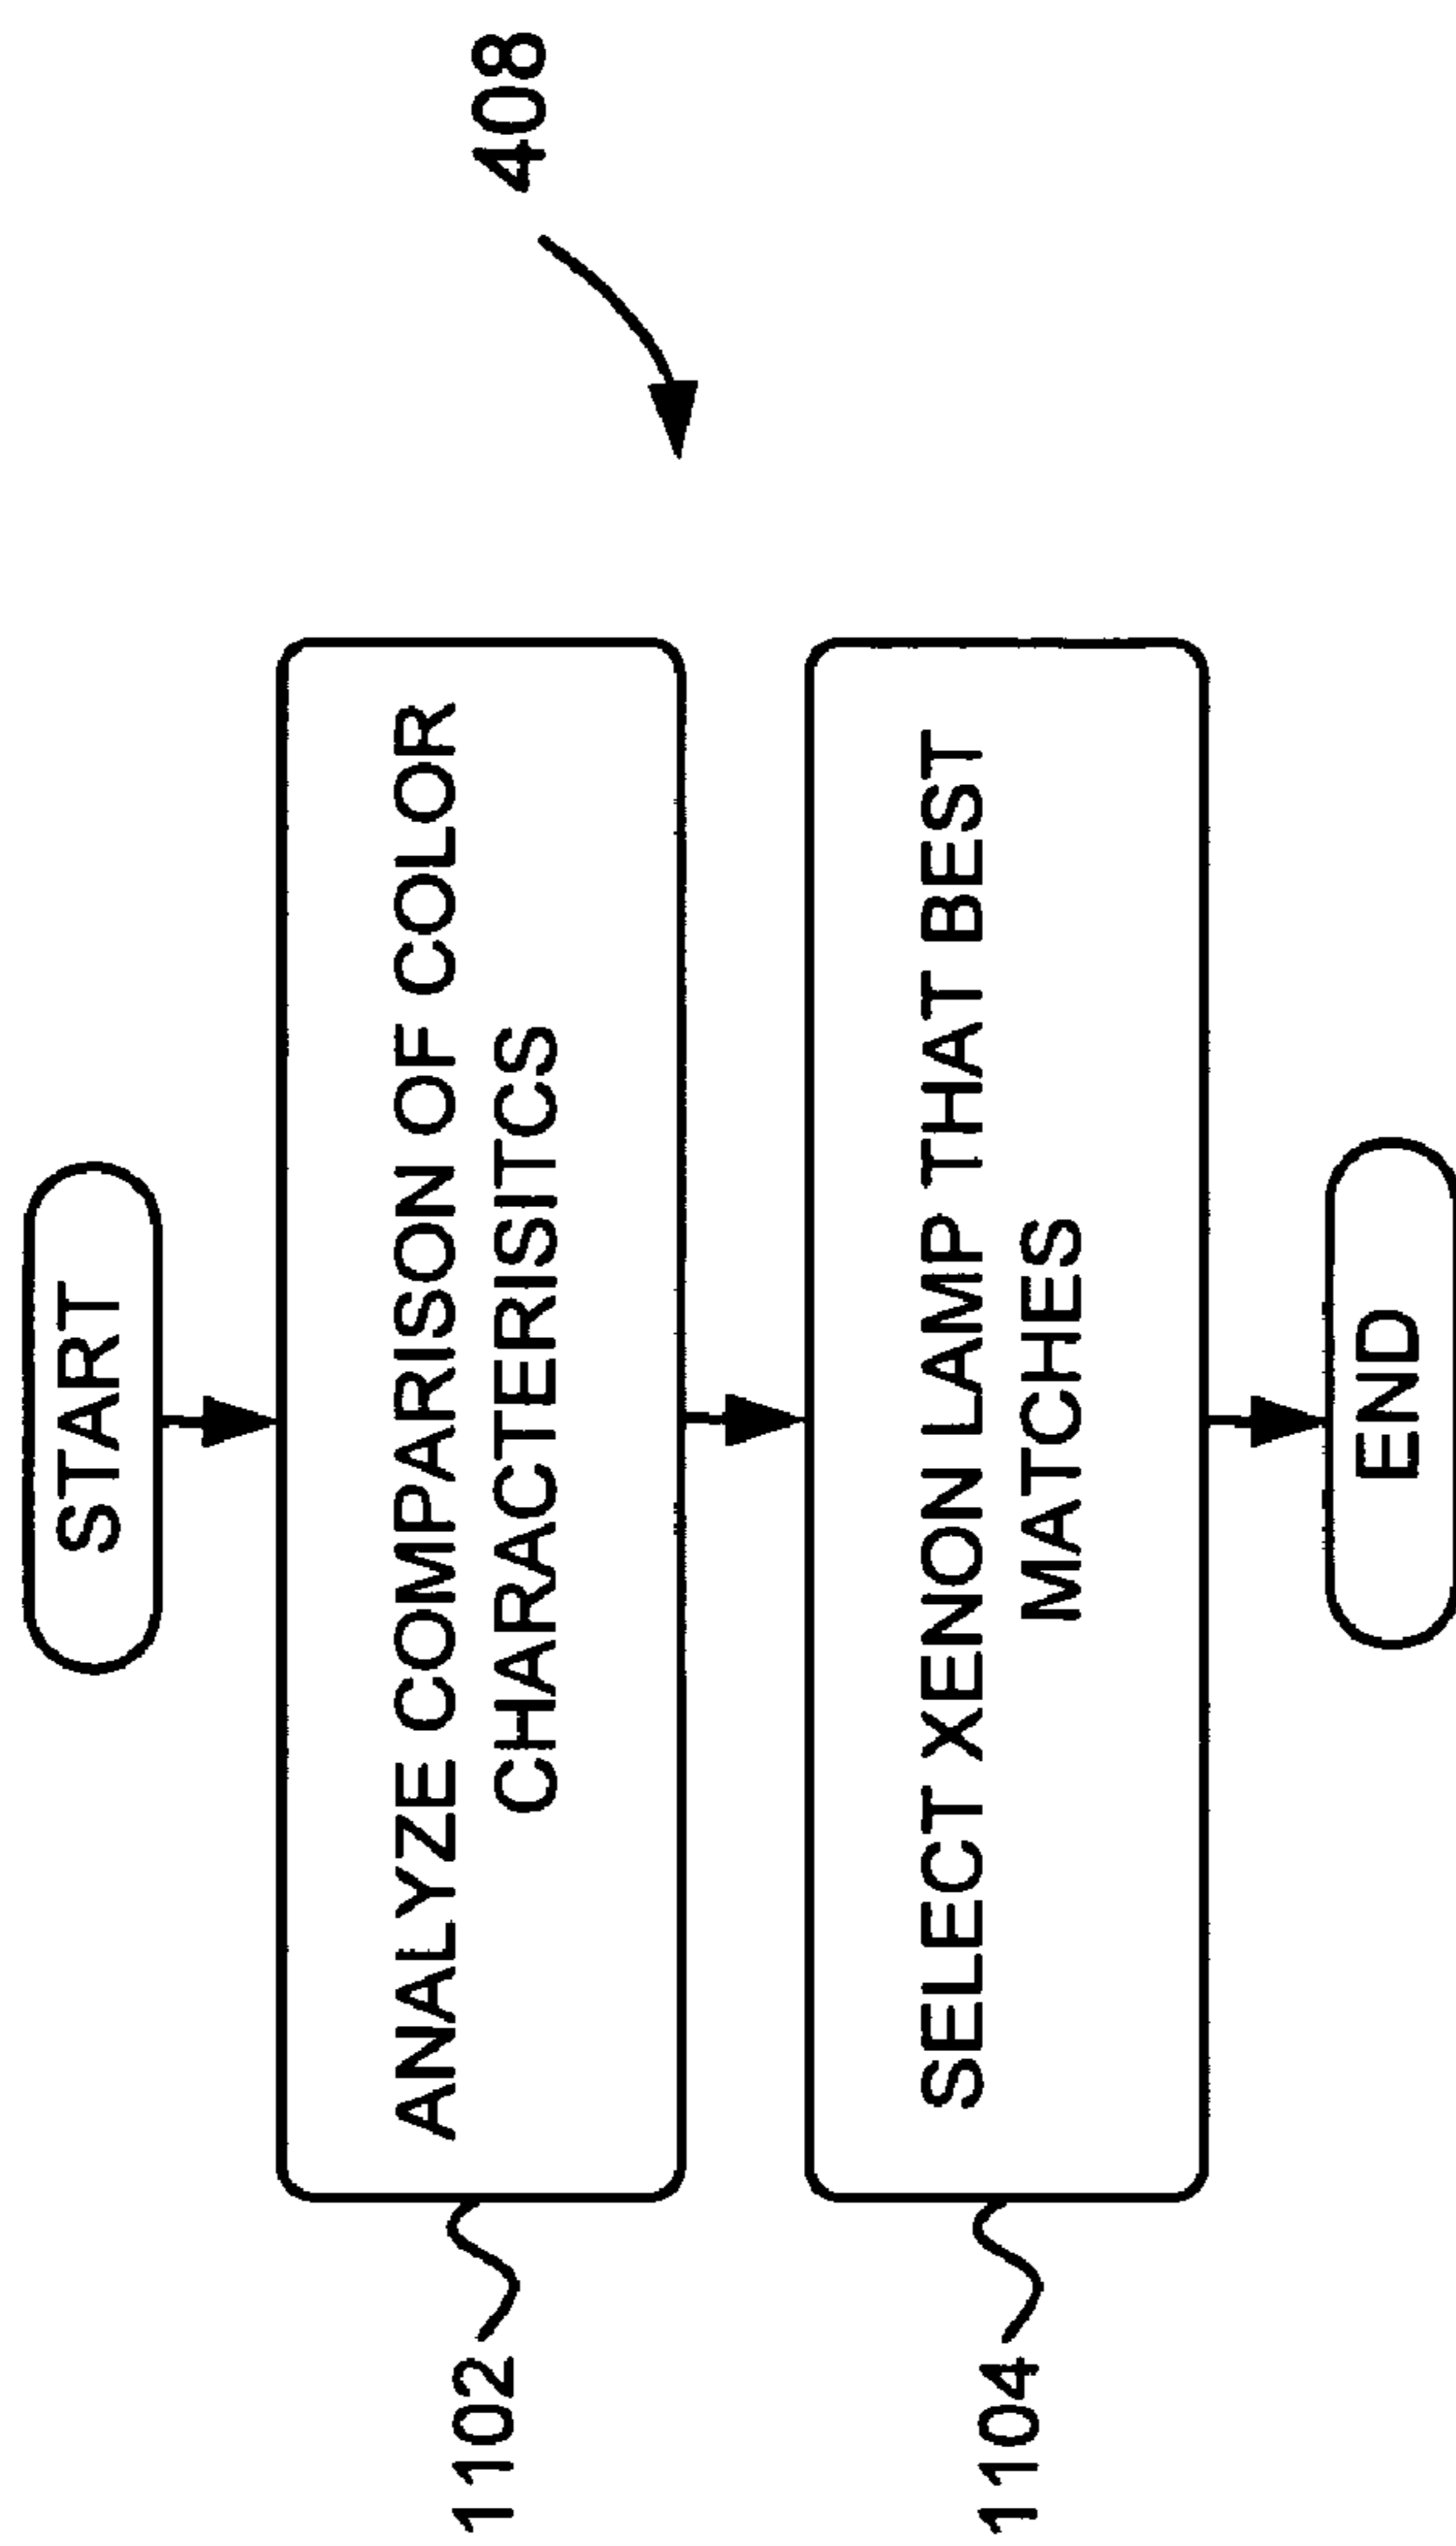 408
START
1102
ANALYZE COMPARISON OF COLOR
CHARACTERISITCS
1104
SELECT XENON LAMP THAT BEST
MATCHES
END